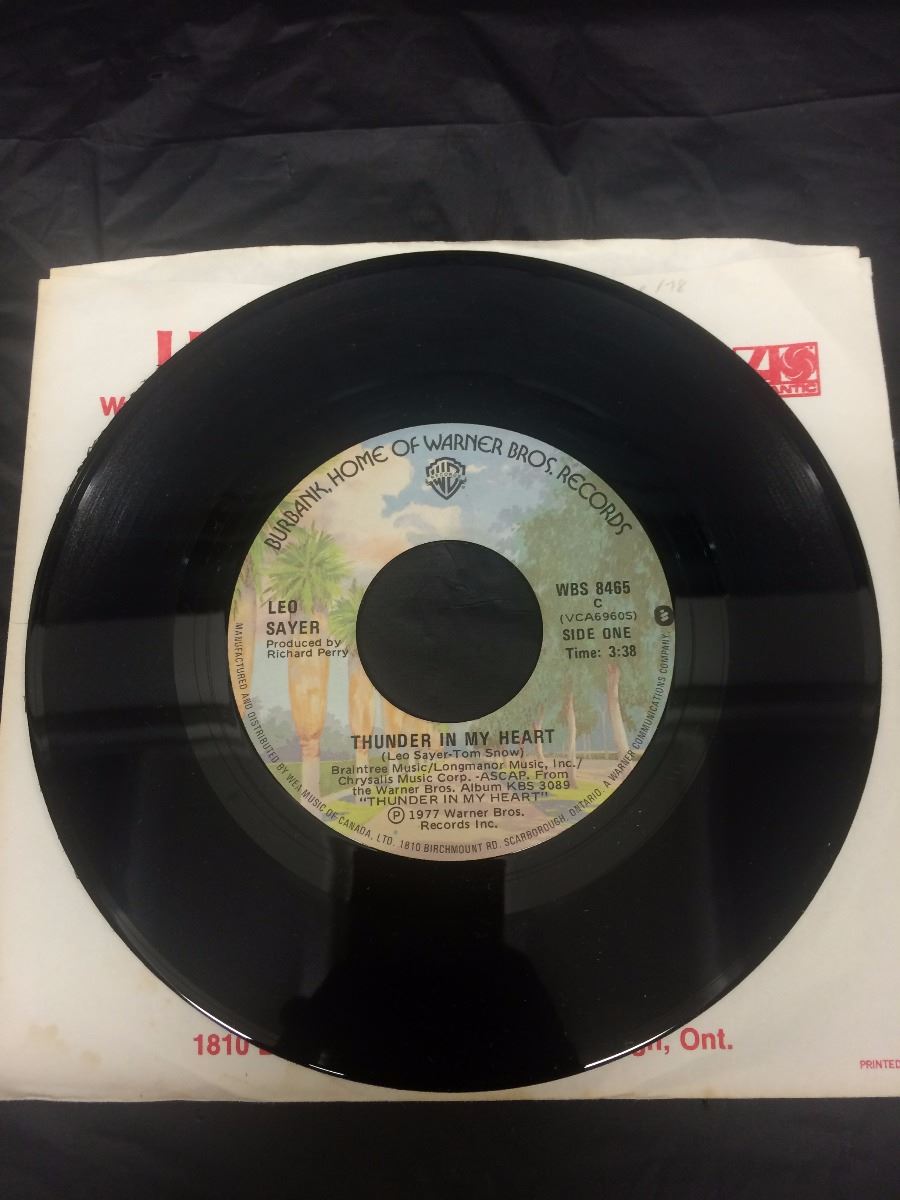 BURBANK, HOME OF WARNER BROS. RECORDS
RECORDS
LEO
SAYER
Produced by
Richard Perry
WBS 8465
C
(VCA69605)
SIDE ONE
Time: 3:38
THUNDER IN MY HEART
(Leo Sayer-Tom Snow)
Braintree Music/Longmanor Music, Inc./
Chrysalis Music Corp. -ASCAP. From
the Warner Bros. Album KBS 3089
"THUNDER IN MY HEART"
Ⓟ 1977 Warner Bros.
Records Inc.
MANUFACTURED AND DISTRIBUTED BY WEA MUSIC OF CANADA, LTD. 1810 BIRCHMOUNT RD. SCARBOROUGH, ONTARIO. A WARNER COMMUNICATIONS COMPANY
1810
Ont.
PRINTED